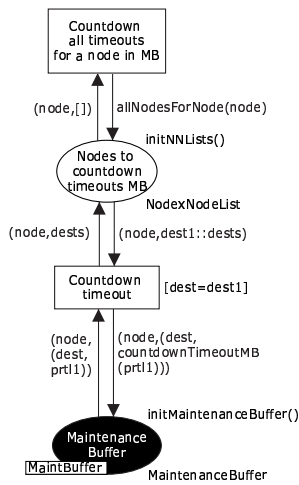 Countdown
all timeouts
for a node in MB
(node,[])
allNodesForNode(node)
initNNLists()
Nodes to
countdown
timeouts MB
NodexNodeList
(node,dests)
(node,dest1::dests)
Countdown
timeout
[dest=dest1]
(node,
(dest,
prtl1))
(node,(dest,
countdownTimeoutMB
(prtl1)))
initMaintenanceBuffer()
Maintenance
Buffer
MaintBuffer
MaintenanceBuffer